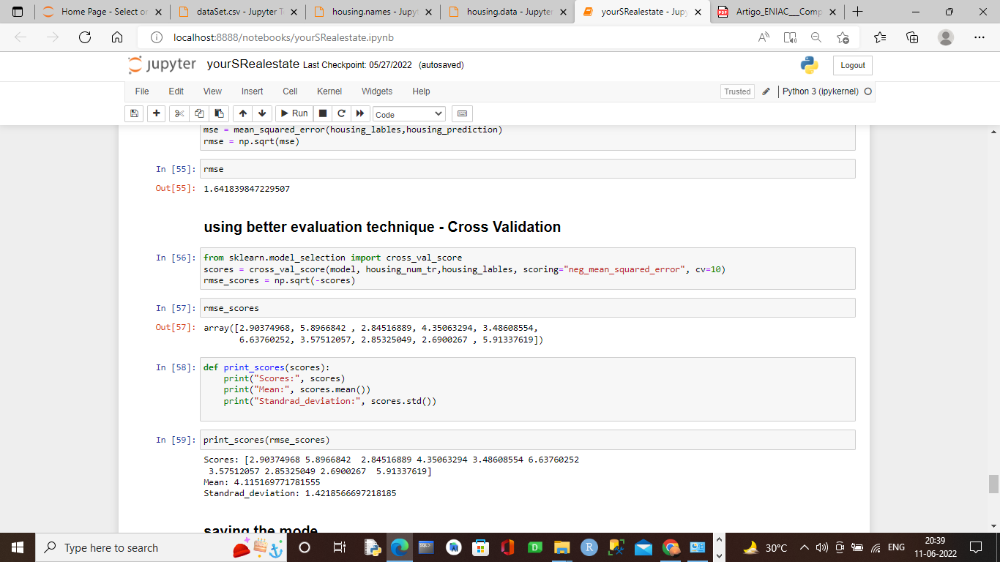 Home Page - Select or
dataSet.csv - Jupyter T
housing.names - Jupy
housing.data - Jupyter
yourSRealestate - Jupy
Artigo_ENIAC___Comp
localhost:8888/notebooks/yourSRealestate.ipynb
jupyter yourSRealestate Last Checkpoint: 05/27/2022 (autosaved)
Logout
File Edit View Insert Cell Kernel Widgets Help
Trusted
Python 3 (ipykernel)
Run
Code
mse = mean_squared_error(housing_lables,housing_prediction)
rmse = np.sqrt(mse)
In [55]: rmse
Out[55]: 1.641839847229507
using better evaluation technique - Cross Validation
In [56]: from sklearn.model_selection import cross_val_score
scores = cross_val_score(model, housing_num_tr,housing_lables, scoring="neg_mean_squared_error", cv=10)
rmse_scores = np.sqrt(-scores)
In [57]: rmse_scores
Out[57]: array([2.90374968, 5.8966842 , 2.84516889, 4.35063294, 3.48608554,
6.63760252, 3.57512057, 2.85325049, 2.6900267 , 5.91337619])
In [58]: def print_scores(scores):
print("Scores:", scores)
print("Mean:", scores.mean())
print("Standrad_deviation:", scores.std())
In [59]: print_scores(rmse_scores)
Scores: [2.90374968 5.8966842  2.84516889 4.35063294 3.48608554 6.63760252
3.57512057 2.85325049 2.6900267  5.91337619]
Mean: 4.115169771781555
Standrad_deviation: 1.4218566697218185
saving the mode
Type here to search
30°C
ENG
20:39
11-06-2022